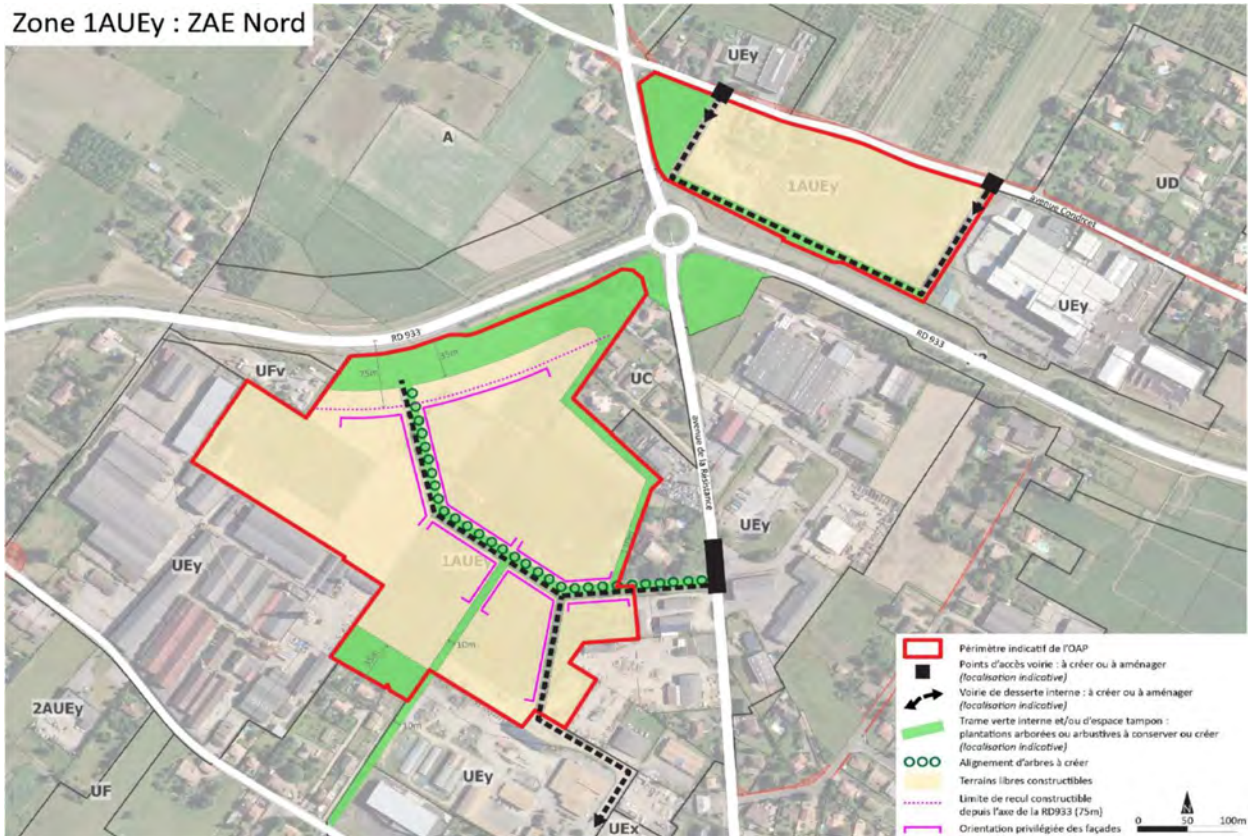 Zone 1AUEy : ZAE Nord
UEy
A
1AUEy
UD
avenue Condorcet
UEy
RD 933
RD 933
35m
75m
UFv
UC
avenue de la Résistance
UEy
UEy
1AUEy
10m
35m
2AUEy
10m
UEy
UF
UEx
Périmètre indicatif de l'OAP
Points d'accès voirie : à créer ou à aménager
(localisation indicative)
Voirie de desserte interne : à créer ou à aménager
(localisation indicative)
Trame verte interne et/ou d'espace tampon :
plantations arborées ou arbustives à conserver ou créer
(localisation indicative)
Alignement d'arbres à créer
Terrains libres constructibles
Limite de recul constructible
depuis l'axe de la RD933 (75m)
Orientation privilégiée des façades
0 50 100m